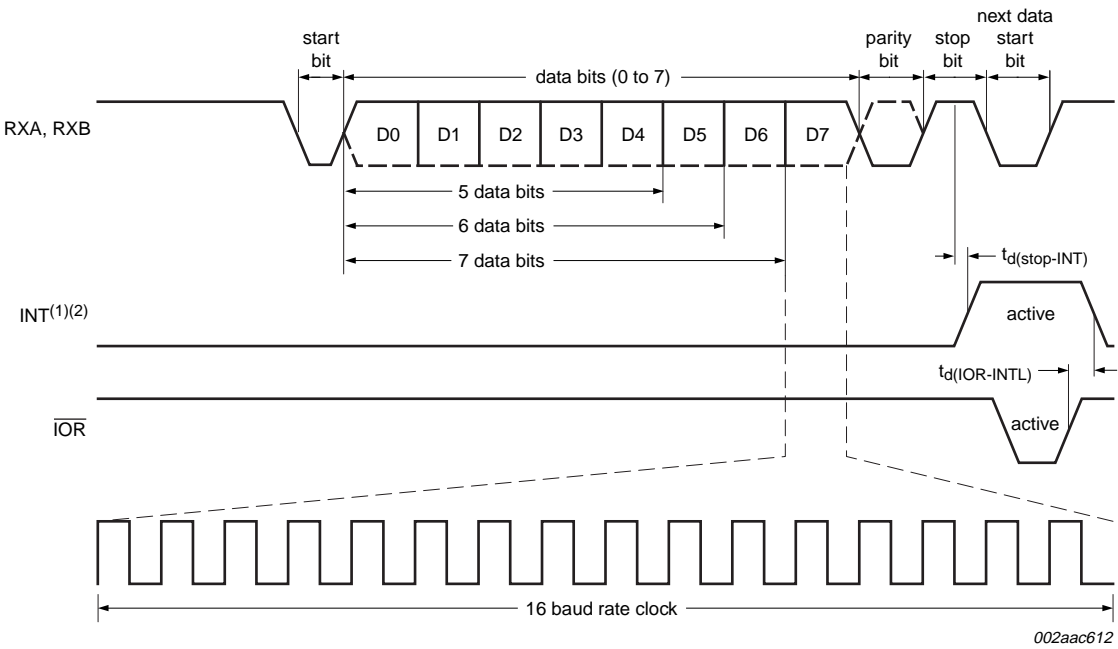 start bit
data bits (0 to 7)
parity bit
stop bit
next data start bit
RXA, RXB
D0 D1 D2 D3 D4 D5 D6 D7
5 data bits
6 data bits
7 data bits
td(stop-INT)
INT(1)(2)
active
td(IOR-INTL)
IOR
active
16 baud rate clock
002aac612